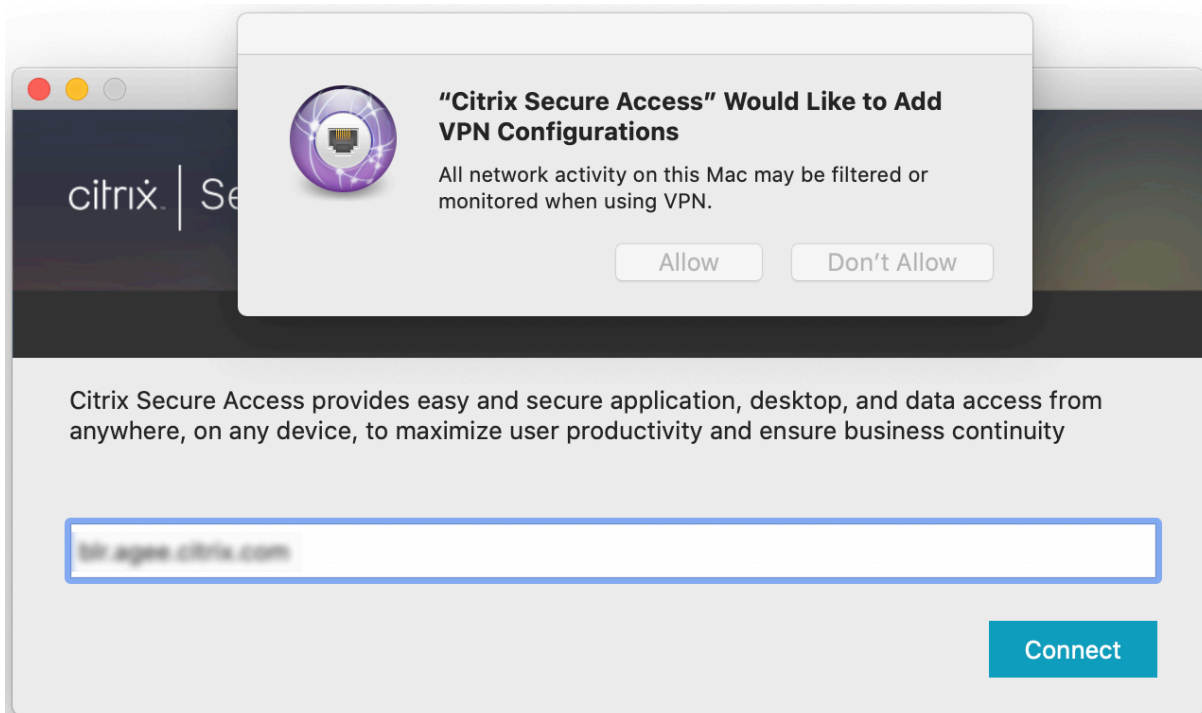 “Citrix Secure Access” Would Like to Add
VPN Configurations
All network activity on this Mac may be filtered or
monitored when using VPN.
Allow
Don’t Allow
citrix
Citrix Secure Access provides easy and secure application, desktop, and data access from
anywhere, on any device, to maximize user productivity and ensure business continuity
Connect